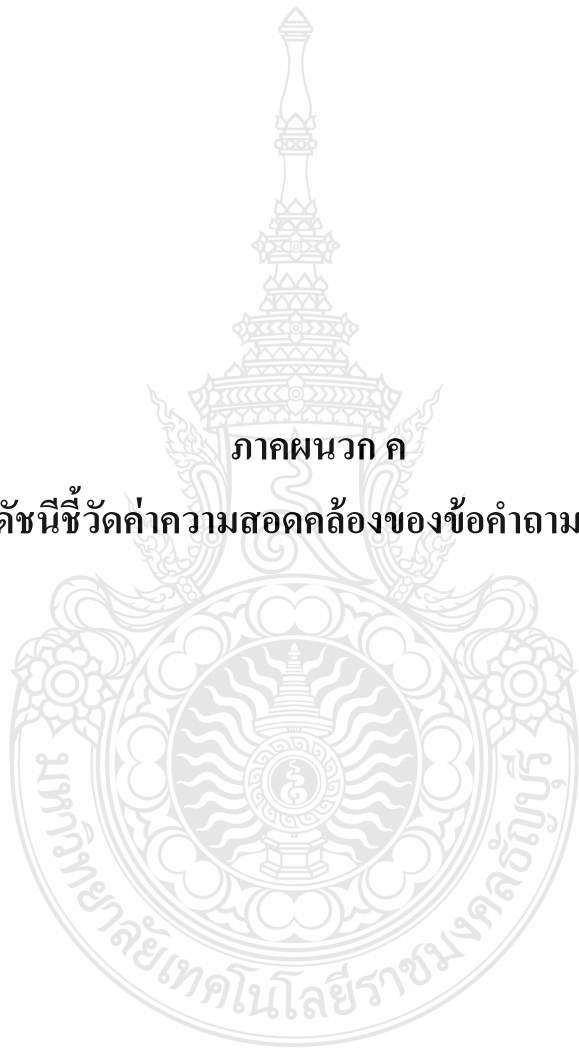 ภาคผนวก ค
ดัชนีชี้วัดค่าความสอดคล้องของข้อคำถาม
มหาวิทยาลัยเทคโนโลยีราชมงคลธัญบุรี